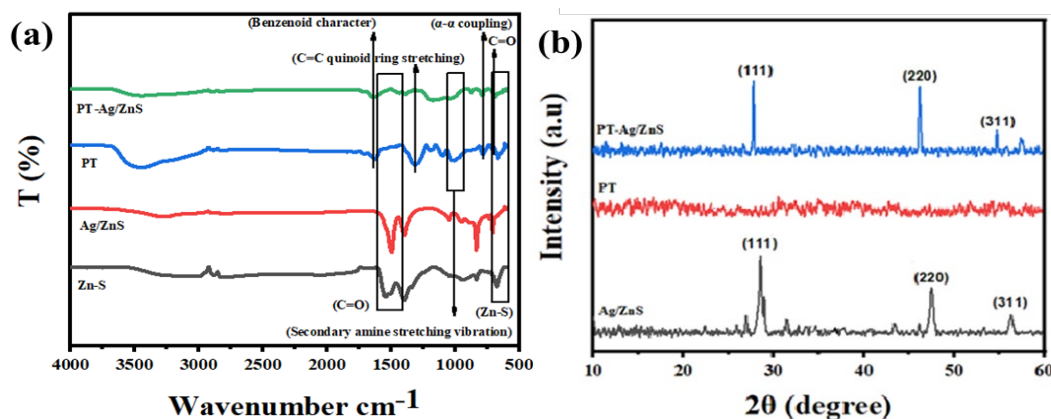 (a)
(Benzenoid character)
(α-α coupling)
C=O
(C=C quinoid ring stretching)
PT-Ag/ZnS
PT
Ag/ZnS
Zn-S
(C=O)
(Zn-S)
(Secondary amine stretching vibration)
T (%)
4000 3500 2500 2000 1500 1000 500
Wavenumber cm-1
(b)
(111)
(220)
(311)
PT-Ag/ZnS
PT
(111)
(220)
(311)
Ag/ZnS
Intensity (a.u)
10 20 30 40 50 60
2θ (degree)